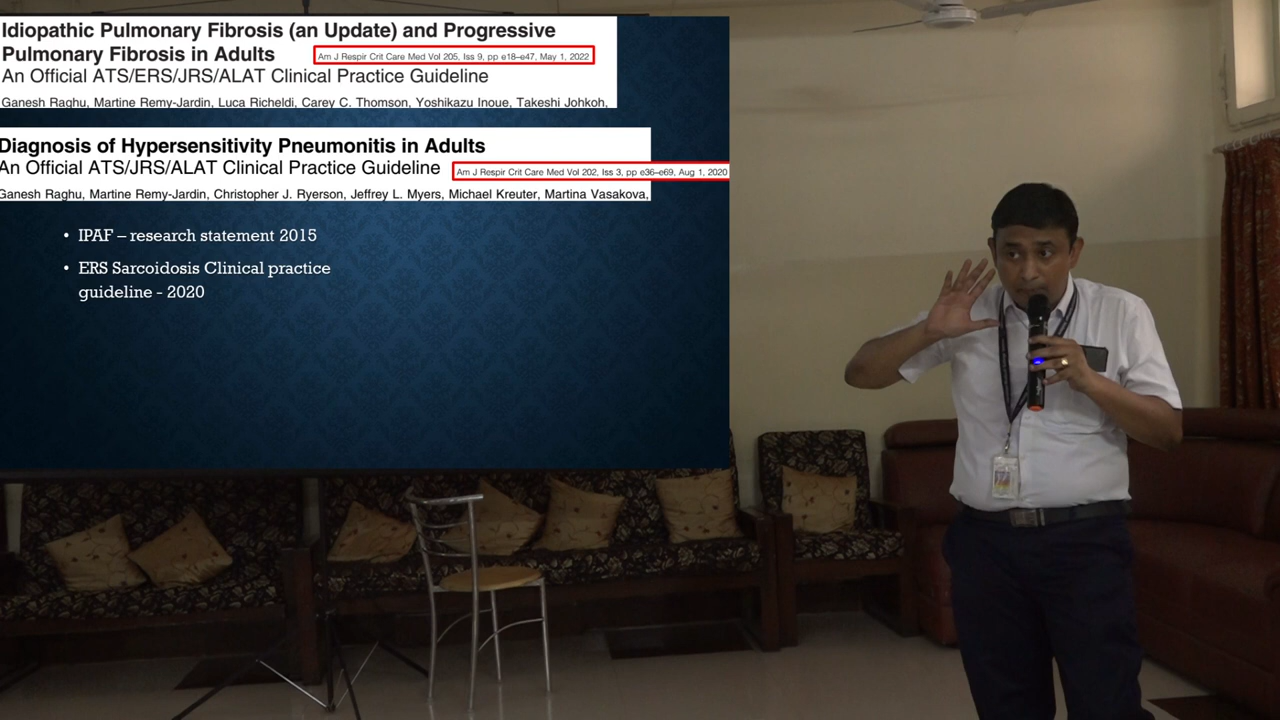 Idiopathic Pulmonary Fibrosis (an Update) and Progressive
Pulmonary Fibrosis in Adults
Am J Respir Crit Care Med Vol 205, Iss 9, pp e18–e47, May 1, 2022
An Official ATS/ERS/JRS/ALAT Clinical Practice Guideline
Ganesh Raghu, Martine Remy-Jardin, Luca Richeldi, Carey C. Thomson, Yoshikazu Inoue, Takeshi Johkoh,
Diagnosis of Hypersensitivity Pneumonitis in Adults
An Official ATS/JRS/ALAT Clinical Practice Guideline
Am J Respir Crit Care Med Vol 202, Iss 3, pp e36–e69, Aug 1, 2020
Ganesh Raghu, Martine Remy-Jardin, Christopher J. Ryerson, Jeffrey L. Myers, Michael Kreuter, Martina Vasakova,
• IPAF – research statement 2015
• ERS Sarcoidosis Clinical practice
guideline - 2020